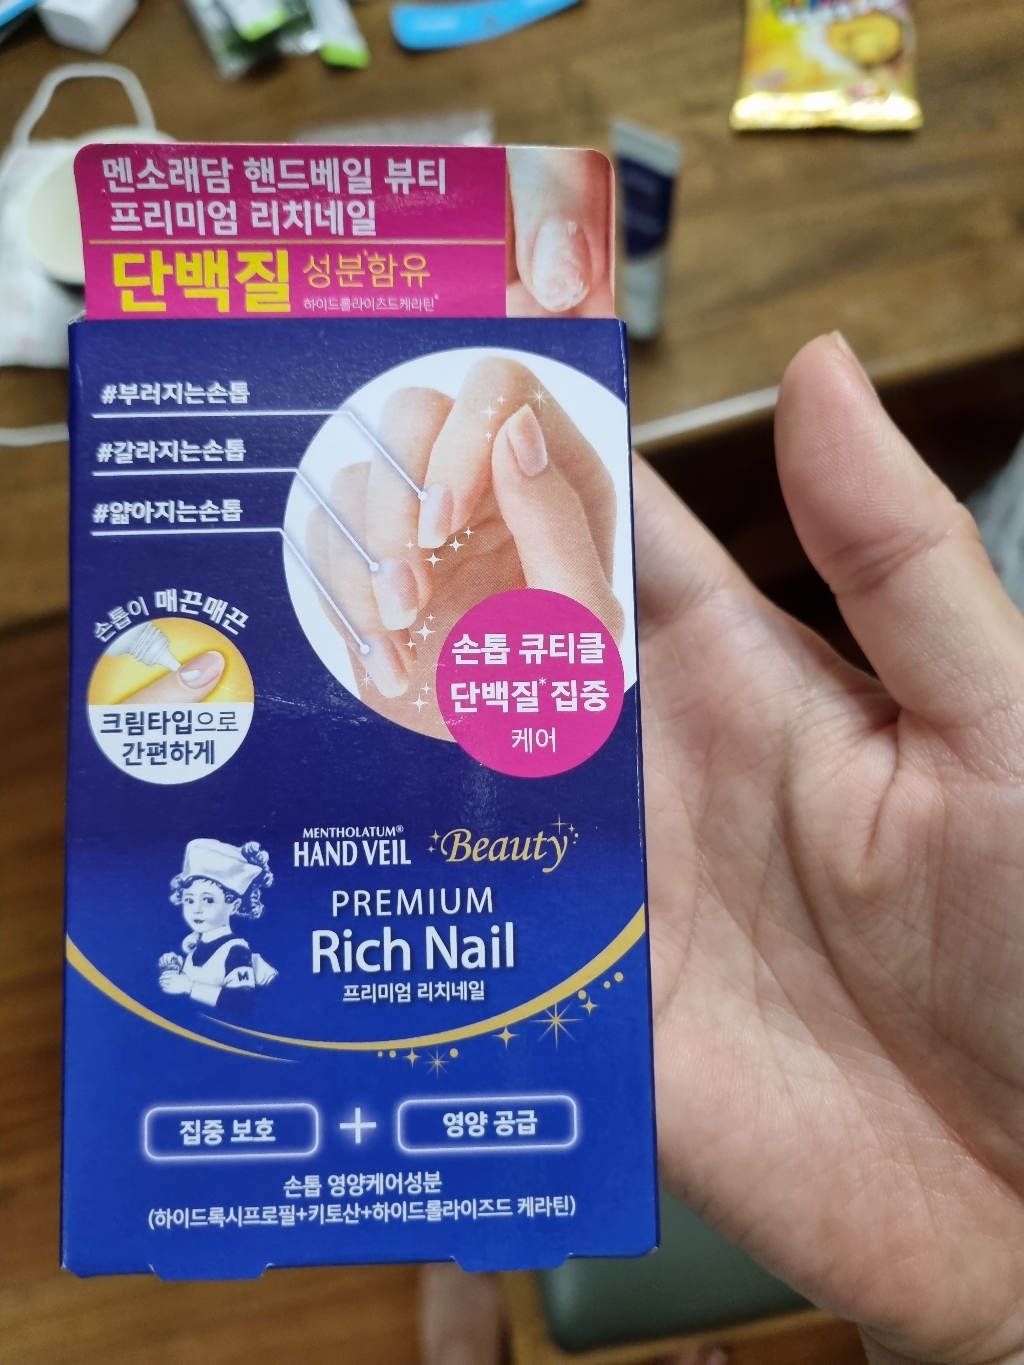 멘소래담 핸드베일 뷰티
프리미엄 리치네일
단백질 성분*함유
하이드롤라이즈드케라틴*
#부러지는손톱
#갈라지는손톱
#얇아지는손톱
손톱이 매끈매끈
크림타입으로
간편하게
손톱 큐티클
단백질* 집중
케어
MENTHOLATUM®
HAND VEIL Beauty
PREMIUM
Rich Nail
프리미엄 리치네일
M
집중 보호 + 영양 공급
손톱 영양케어성분
(하이드록시프로필+키토산+하이드롤라이즈드 케라틴)